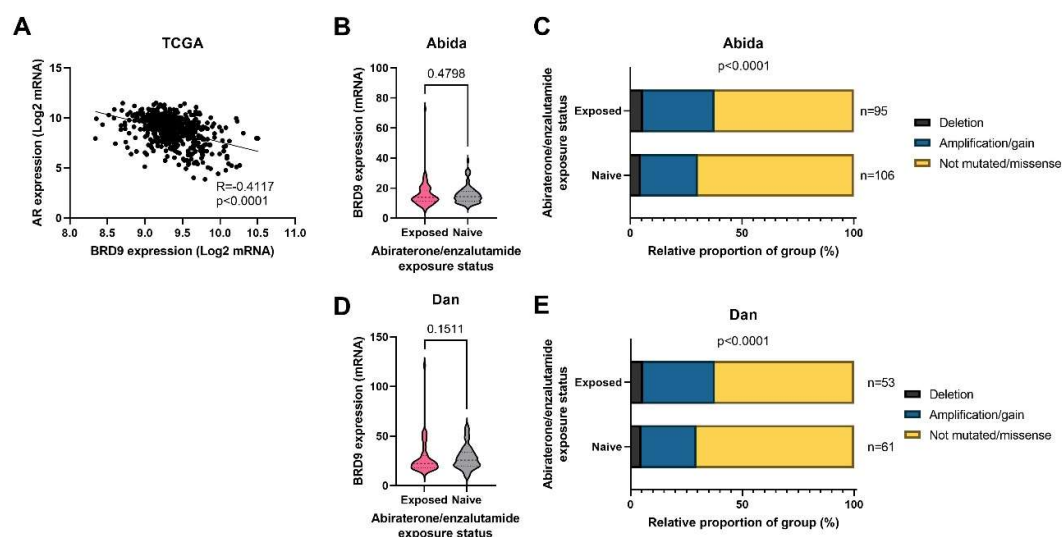 A
TCGA
AR expression (Log2 mRNA)
15
10
5
0
R=-0.4117
p<0.0001
8.0 8.5 9.0 9.5 10.0 10.5 11.0
BRD9 expression (Log2 mRNA)
B
Abida
BRD9 expression (mRNA)
100
80
60
40
20
0
0.4798
Exposed Naive
Abiraterone/enzalutamide
exposure status
C
Abida
p<0.0001
Abiraterone/enzalutamide
exposure status
Exposed
Naive
n=95
n=106
0 50 100
Relative proportion of group (%)
Deletion
Amplification/gain
Not mutated/missense
D
Dan
BRD9 expression (mRNA)
150
100
50
0
0.1511
Exposed Naive
Abiraterone/enzalutamide
exposure status
E
Dan
p<0.0001
Abiraterone/enzalutamide
exposure status
Exposed
Naive
n=53
n=61
0 50 100
Relative proportion of group (%)
Deletion
Amplification/gain
Not mutated/missense